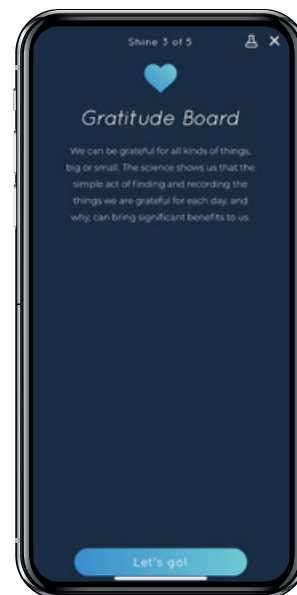 Shine 3 of 5
Gratitude Board
We can be grateful for all kinds of things,
big or small. The science shows us that the
simple act of finding and recording the
things we are grateful for each day, and
why, can bring significant benefits to us.
Let's go!